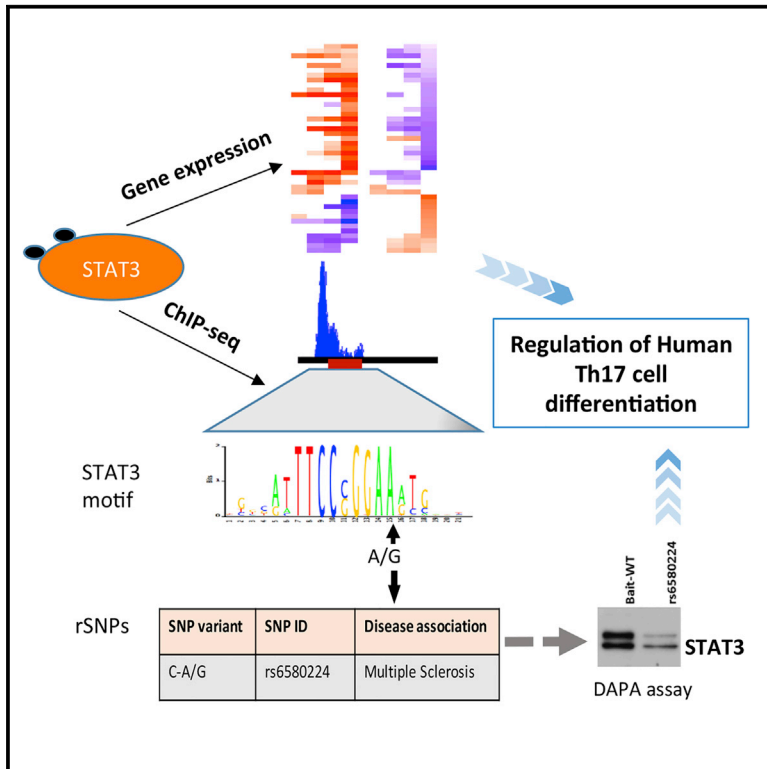 Gene expression
STAT3
ChIP-seq
Regulation of Human
Th17 cell
differentiation
STAT3
motif
A/G
rSNPs
SNP variant SNP ID Disease association
C-A/G rs6580224 Multiple Sclerosis
Bait-WT
rs6580224
STAT3
DAPA assay